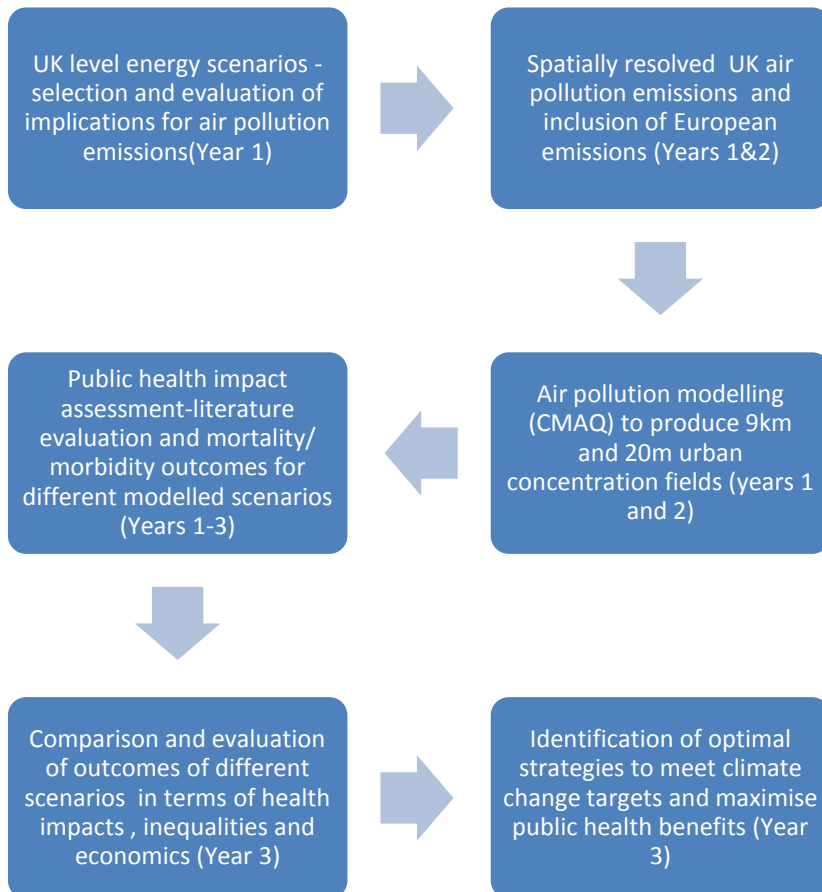 UK level energy scenarios -
selection and evaluation of
implications for air pollution
emissions(Year 1)
Spatially resolved UK air
pollution emissions and
inclusion of European
emissions (Years 1&2)
Air pollution modelling
(CMAQ) to produce 9km
and 20m urban
concentration fields (years 1
and 2)
Public health impact
assessment-literature
evaluation and mortality/
morbidity outcomes for
different modelled scenarios
(Years 1-3)
Comparison and evaluation
of outcomes of different
scenarios in terms of health
impacts , inequalities and
economics (Year 3)
Identification of optimal
strategies to meet climate
change targets and maximise
public health benefits (Year
3)